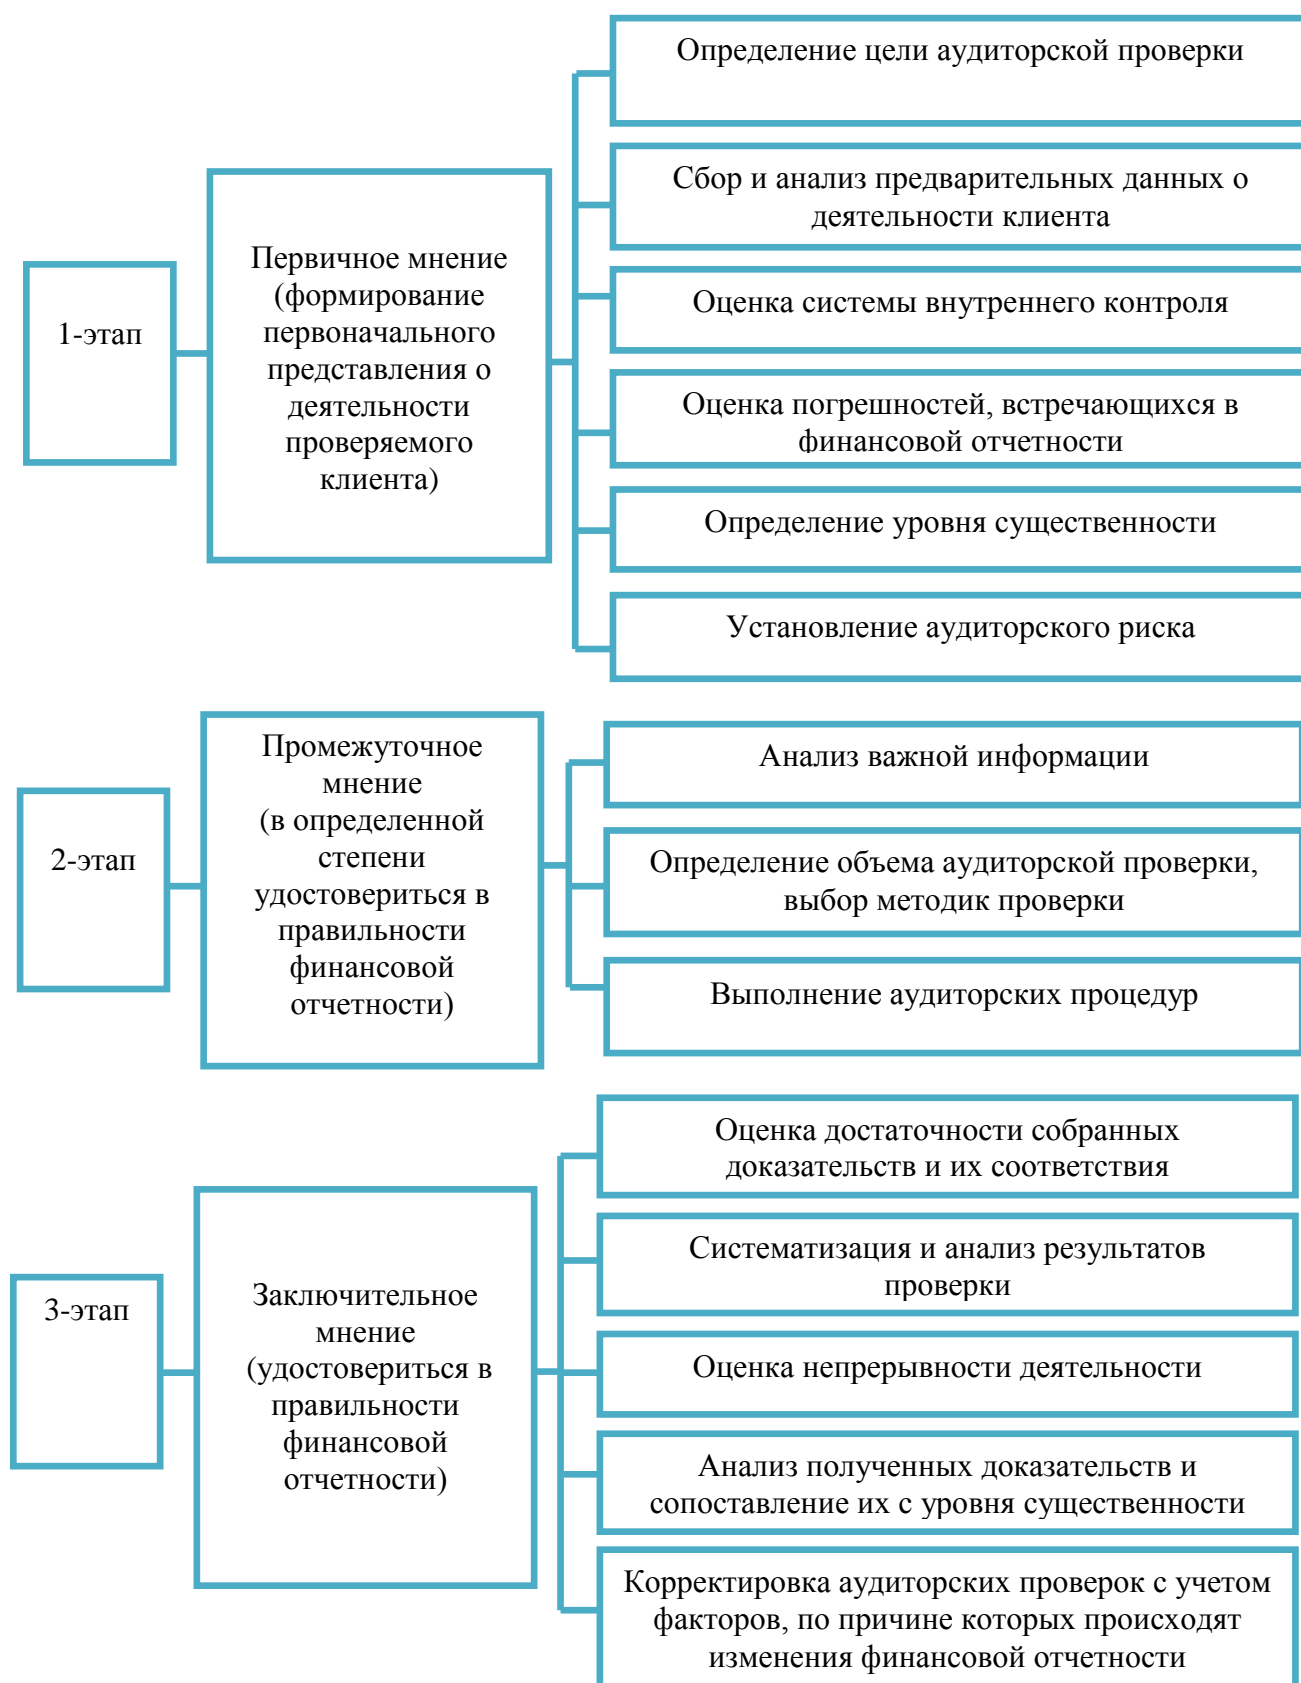 1-этап
Первичное мнение
(формирование
первоначального
представления о
деятельности
проверяемого
клиента)
Определение цели аудиторской проверки
Сбор и анализ предварительных данных о
деятельности клиента
Оценка системы внутреннего контроля
Оценка погрешностей, встречающихся в
финансовой отчетности
Определение уровня существенности
Установление аудиторского риска
2-этап
Промежуточное
мнение
(в определенной
степени
удостовериться в
правильности
финансовой
отчетности)
Анализ важной информации
Определение объема аудиторской проверки,
выбор методик проверки
Выполнение аудиторских процедур
3-этап
Заключительное
мнение
(удостовериться в
правильности
финансовой
отчетности)
Оценка достаточности собранных
доказательств и их соответствия
Систематизация и анализ результатов
проверки
Оценка непрерывности деятельности
Анализ полученных доказательств и
сопоставление их с уровня существенности
Корректировка аудиторских проверок с учетом
факторов, по причине которых происходят
изменения финансовой отчетности